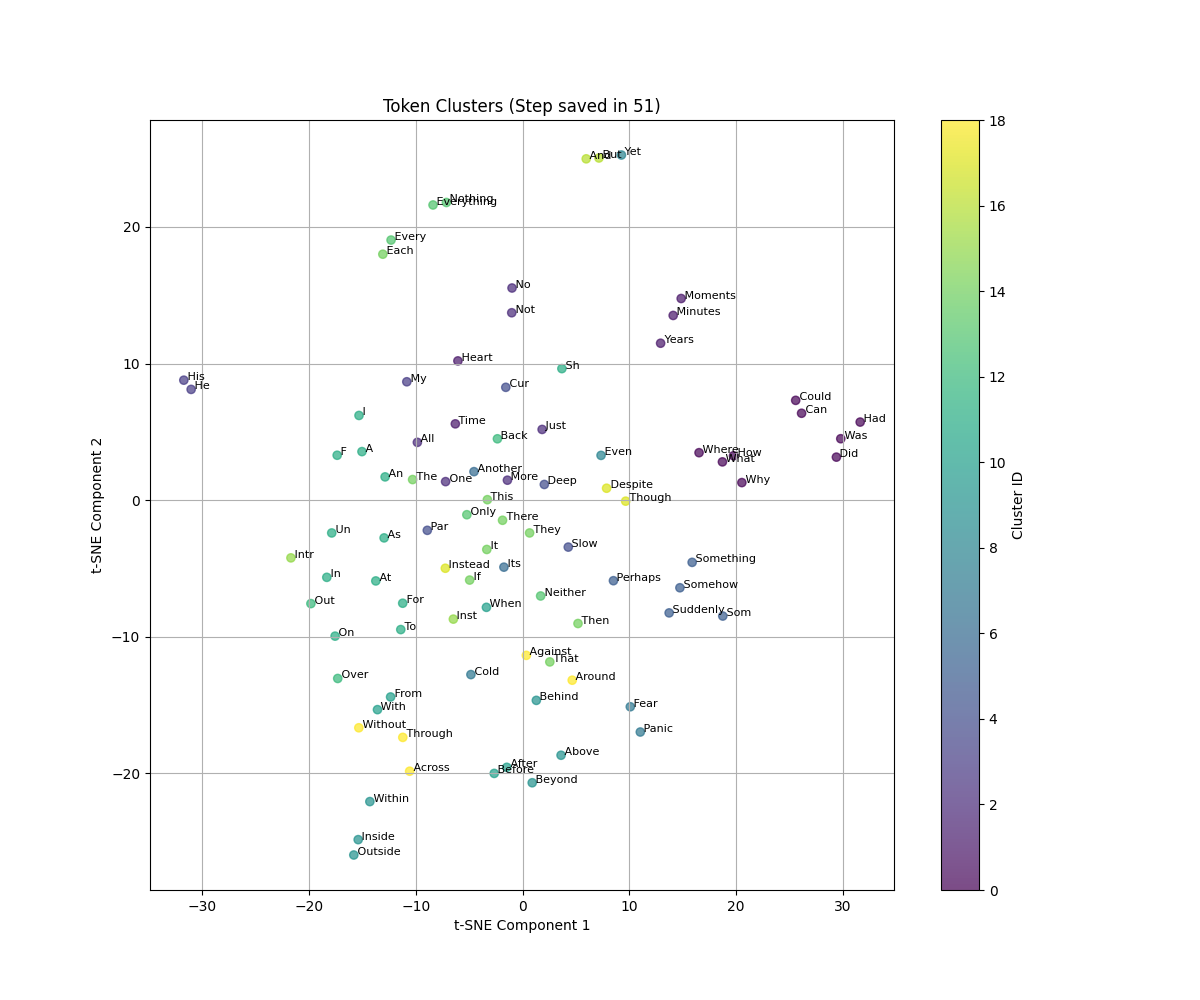 Token Clusters (Step saved in 51)
And But Yet
Nothing
Everything
Every
Each
No
Moments
Not
Minutes
Years
Heart
Sh
His
He
My
Cur
Could
Can
I
Time
Just
Had
All
Back
Was
F
A
Even
Where
How
What
Did
An
The
One
Another
More
Deep
Despite
Why
This
Though
Only
There
Un
As
Par
They
It
Slow
Intr
Instead
Its
Something
In
At
If
Perhaps
Somehow
Out
For
When
Neither
Suddenly
Som
On
To
Inst
Then
Against
That
Over
Cold
Around
From
With
Behind
Fear
Without
Through
Panic
Above
Across
After
Before
Beyond
Within
Inside
Outside
20
10
0
−10
−20
−30
−20
−10
0
10
20
30
t-SNE Component 1
t-SNE Component 2
18
16
14
12
10
8
6
4
2
0
Cluster ID